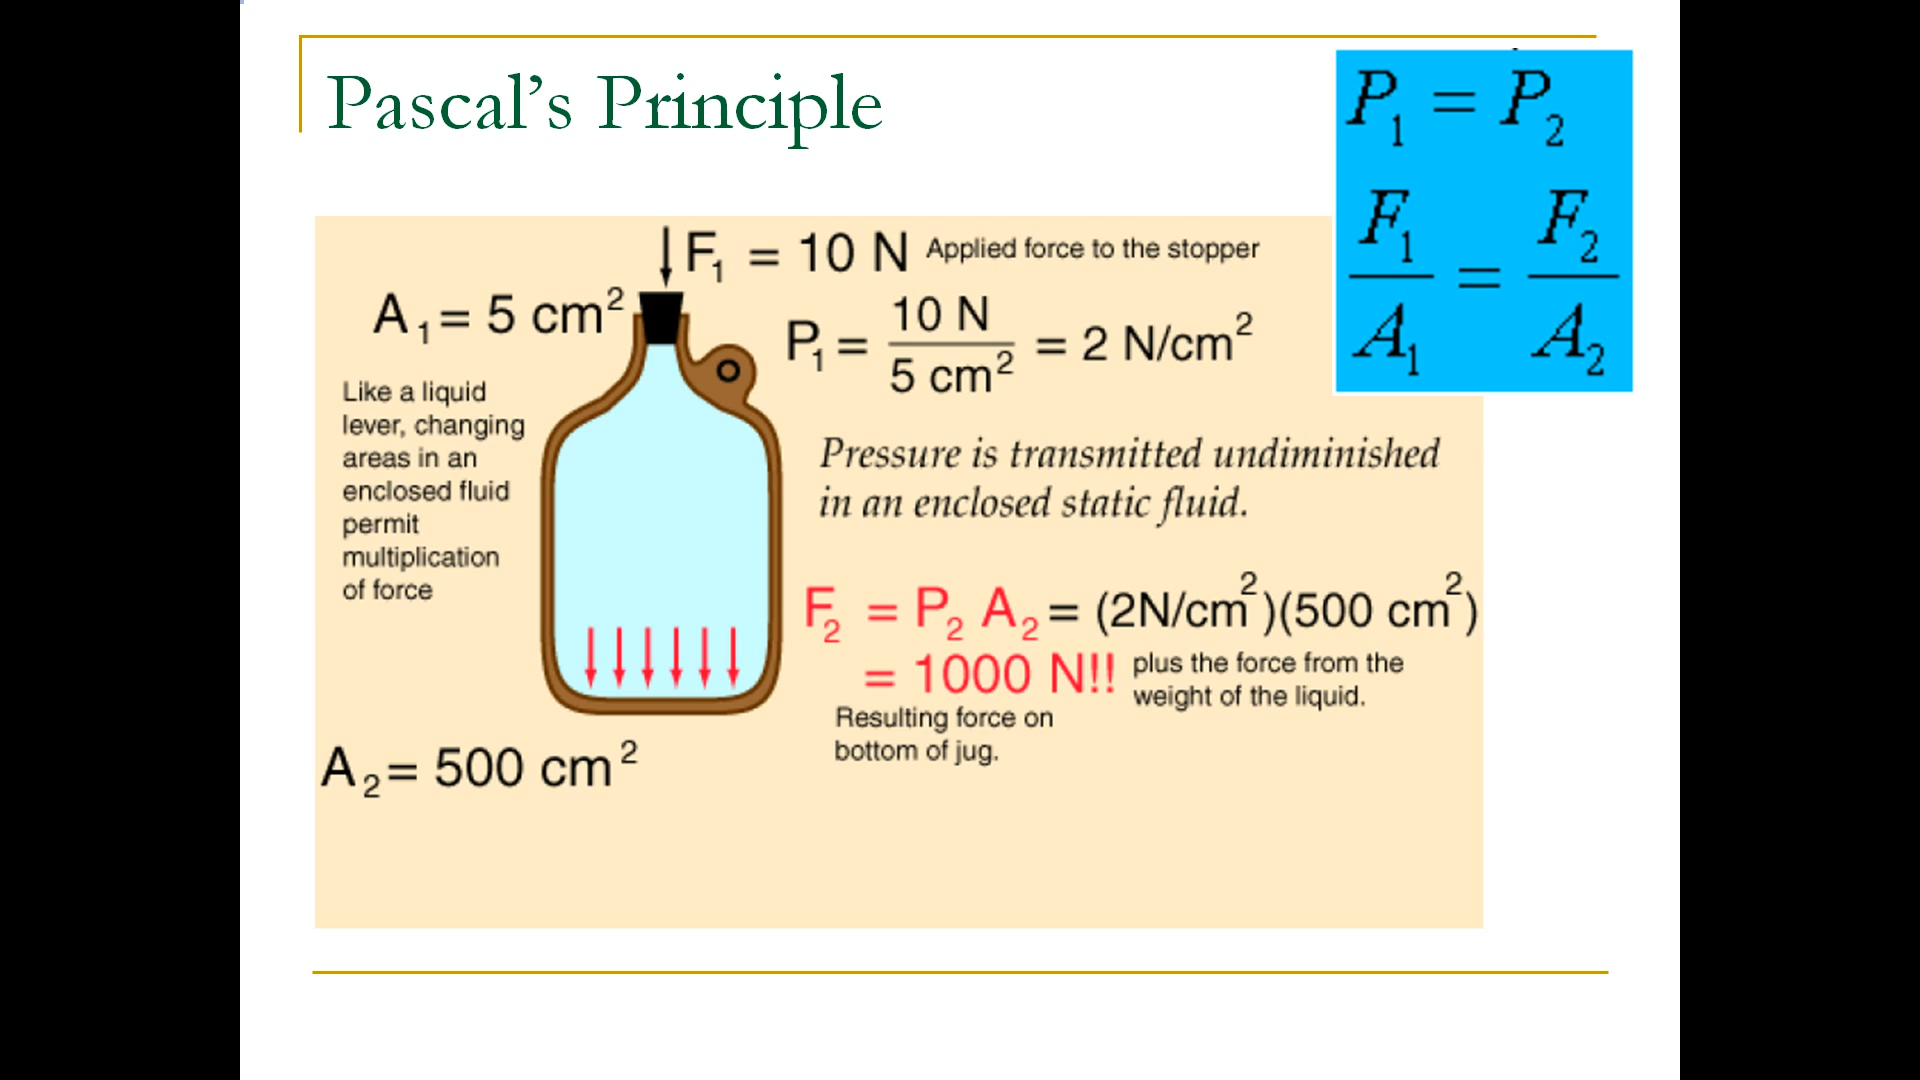 Pascal’s Principle
P₁ = P₂
F₁/A₁ = F₂/A₂
F₁ = 10 N Applied force to the stopper
A₁ = 5 cm²
P₁ = 10 N / 5 cm² = 2 N/cm²
Like a liquid
lever, changing
areas in an
enclosed fluid
permit
multiplication
of force
Pressure is transmitted undiminished
in an enclosed static fluid.
F₂ = P₂ A₂ = (2N/cm²)(500 cm²)
= 1000 N!! plus the force from the
weight of the liquid.
Resulting force on
bottom of jug.
A₂ = 500 cm²